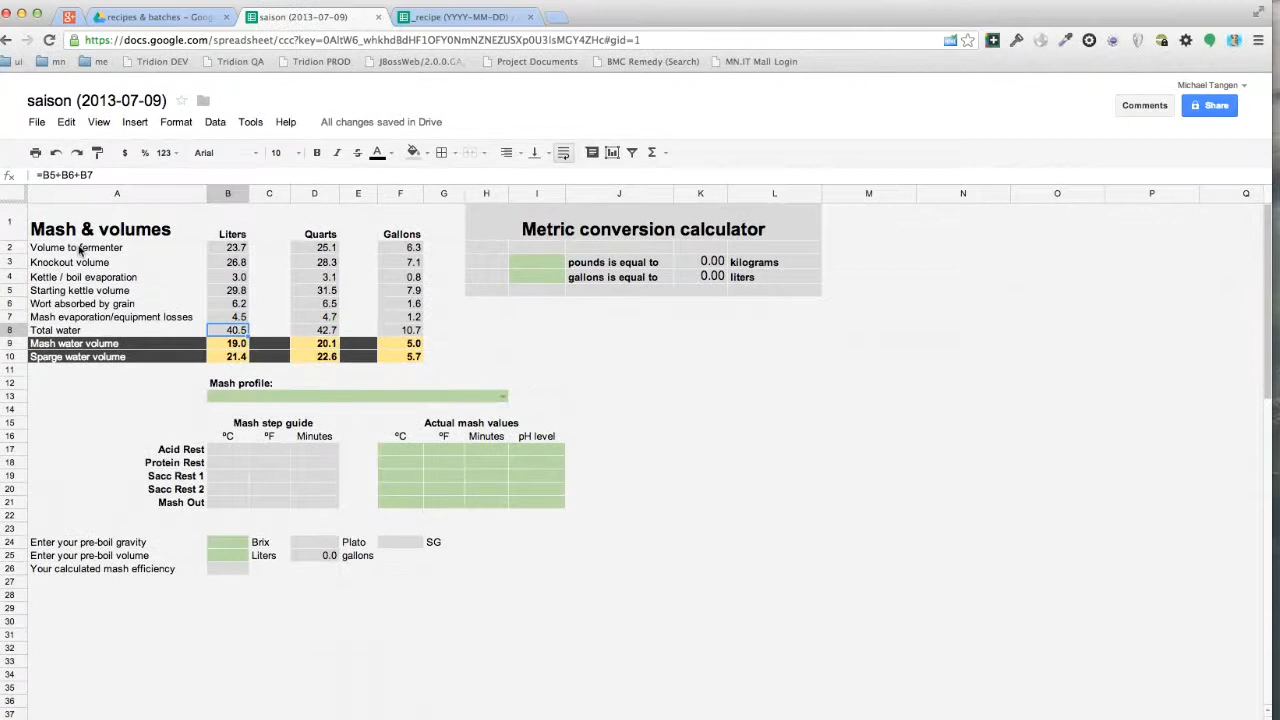 recipes & batches - Goog
saison (2013-07-09)
_recipe (YYYY-MM-DD)
https://docs.google.com/spreadsheet/ccc?key=0AltW6_whkhdBdHF1OFY0NmNZNEZUSXp0U3lsMGY4ZHc#gid=1
ui mn me Tridion DEV Tridion QA Tridion PROD JBossWeb/2.0.0.GA, Project Documents BMC Remedy (Search) MN.IT Mall Login
Michael Tangen
saison (2013-07-09)
Comments Share
File Edit View Insert Format Data Tools Help All changes saved in Drive
$ % 123 Arial 10 B I S A Σ
fx =B5+B6+B7
A B C D E F G H I J K L M N O P Q
1 Mash & volumes Liters Quarts Gallons Metric conversion calculator
2 Volume to fermenter 23.7 25.1 6.3
3 Knockout volume 26.8 28.3 7.1 pounds is equal to 0.00 kilograms
4 Kettle / boil evaporation 3.0 3.1 0.8 gallons is equal to 0.00 liters
5 Starting kettle volume 29.8 31.5 7.9
6 Wort absorbed by grain 6.2 6.5 1.6
7 Mash evaporation/equipment losses 4.5 4.7 1.2
8 Total water 40.5 42.7 10.7
9 Mash water volume 19.0 20.1 5.0
10 Sparge water volume 21.4 22.6 5.7
11
12 Mash profile:
13
14
15 Mash step guide Actual mash values
16 ºC ºF Minutes ºC ºF Minutes pH level
17 Acid Rest
18 Protein Rest
19 Sacc Rest 1
20 Sacc Rest 2
21 Mash Out
22
23
24 Enter your pre-boil gravity Brix Plato SG
25 Enter your pre-boil volume Liters 0.0 gallons
26 Your calculated mash efficiency
27
28
29
30
31
32
33
34
35
36
37